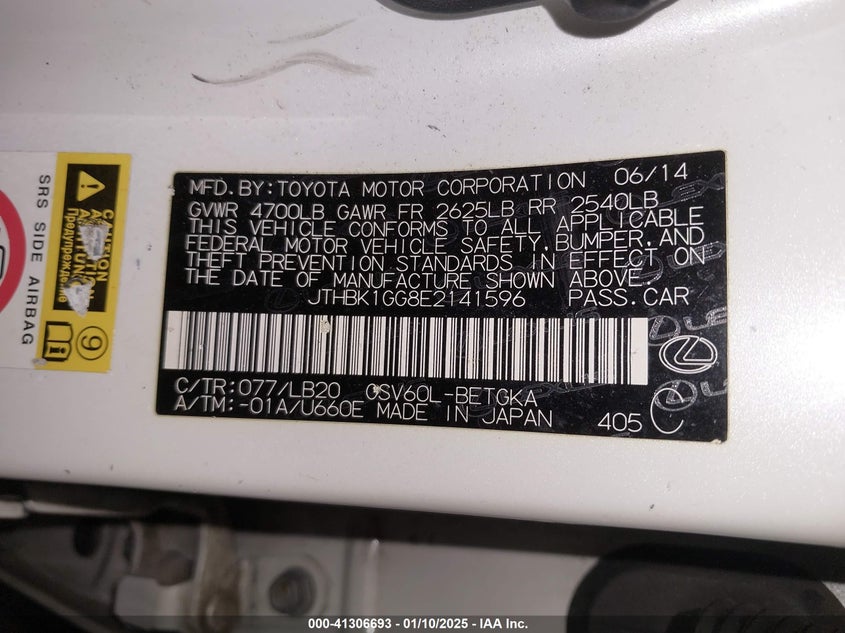 MFD.BY:TOYOTA MOTOR CORPORATION 06/14
GVWR 4700LB GAWR FR 2625LB RR 2540LB
THIS VEHICLE CONFORMS TO ALL APPLICABLE
FEDERAL MOTOR VEHICLE SAFETY,BUMPER,AND
THEFT PREVENTION STANDARDS IN EFFECT ON
THE DATE OF MANUFACTURE SHOWN ABOVE.
JTHBK1GG8E2141596 PASS.CAR
C/TR:077/LB20 GSV60L-BETGKA
A/TM:-01A/U660E MADE IN JAPAN 405
SRS SIDE AIRBAG
CAUTION
Предупреждение
9
000-41306693 - 01/10/2025 - IAA Inc.